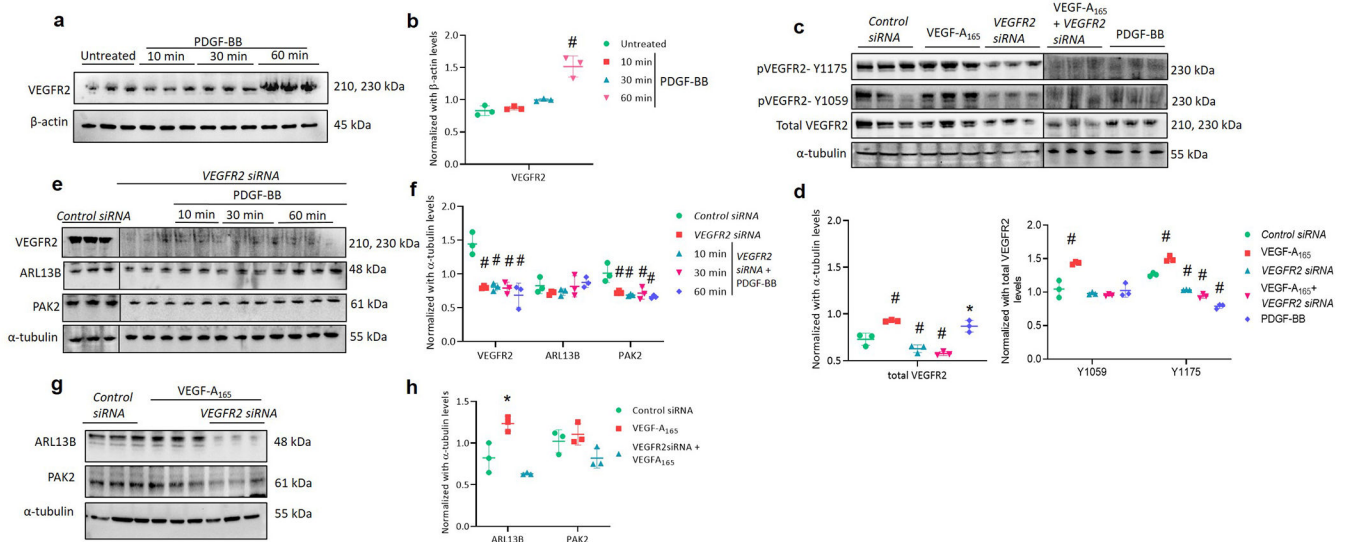 a
PDGF-BB
Untreated 10 min 30 min 60 min
VEGFR2
210, 230 kDa
β-actin
45 kDa
b
Normalized with β-actin levels
2.0
1.5
1.0
0.5
0.0
VEGFR2
#
Untreated
10 min
30 min
60 min
PDGF-BB
c
Control siRNA
VEGF-A165
VEGFR2 siRNA
VEGF-A165 + VEGFR2 siRNA
PDGF-BB
pVEGFR2- Y1175
230 kDa
pVEGFR2- Y1059
230 kDa
Total VEGFR2
210, 230 kDa
α-tubulin
55 kDa
d
Normalized with α-tubulin levels
2.0
1.5
1.0
0.5
total VEGFR2
# # # *
Normalized with total VEGFR2 levels
2.0
1.5
1.0
0.5
0.0
Y1059 Y1175
# # # # #
Control siRNA
VEGF-A165
VEGFR2 siRNA
VEGF-A165+
VEGFR2 siRNA
PDGF-BB
e
VEGFR2 siRNA
PDGF-BB
Control siRNA 10 min 30 min 60 min
VEGFR2
210, 230 kDa
ARL13B
48 kDa
PAK2
61 kDa
α-tubulin
55 kDa
f
Normalized with α-tubulin levels
2.0
1.5
1.0
0.5
0.0
VEGFR2 ARL13B PAK2
# # # # ## ##
Control siRNA
VEGFR2 siRNA
10 min
30 min
60 min
VEGFR2
siRNA +
PDGF-BB
g
Control siRNA
VEGF-A165
VEGFR2 siRNA
ARL13B
48 kDa
PAK2
61 kDa
α-tubulin
55 kDa
h
Normalized with α-tubulin levels
1.5
1.0
0.5
0.0
ARL13B PAK2
*
Control siRNA
VEGF-A165
VEGFR2siRNA +
VEGFA165